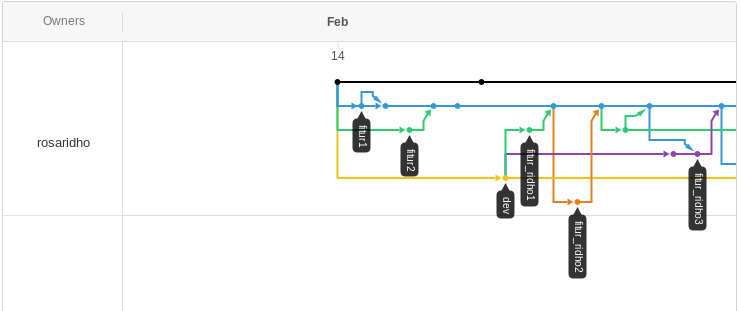 Owners
Feb
14
rosaridho
fitur1
fitur2
fitur_ridho1
dev
fitur_ridho2
fitur_ridho3